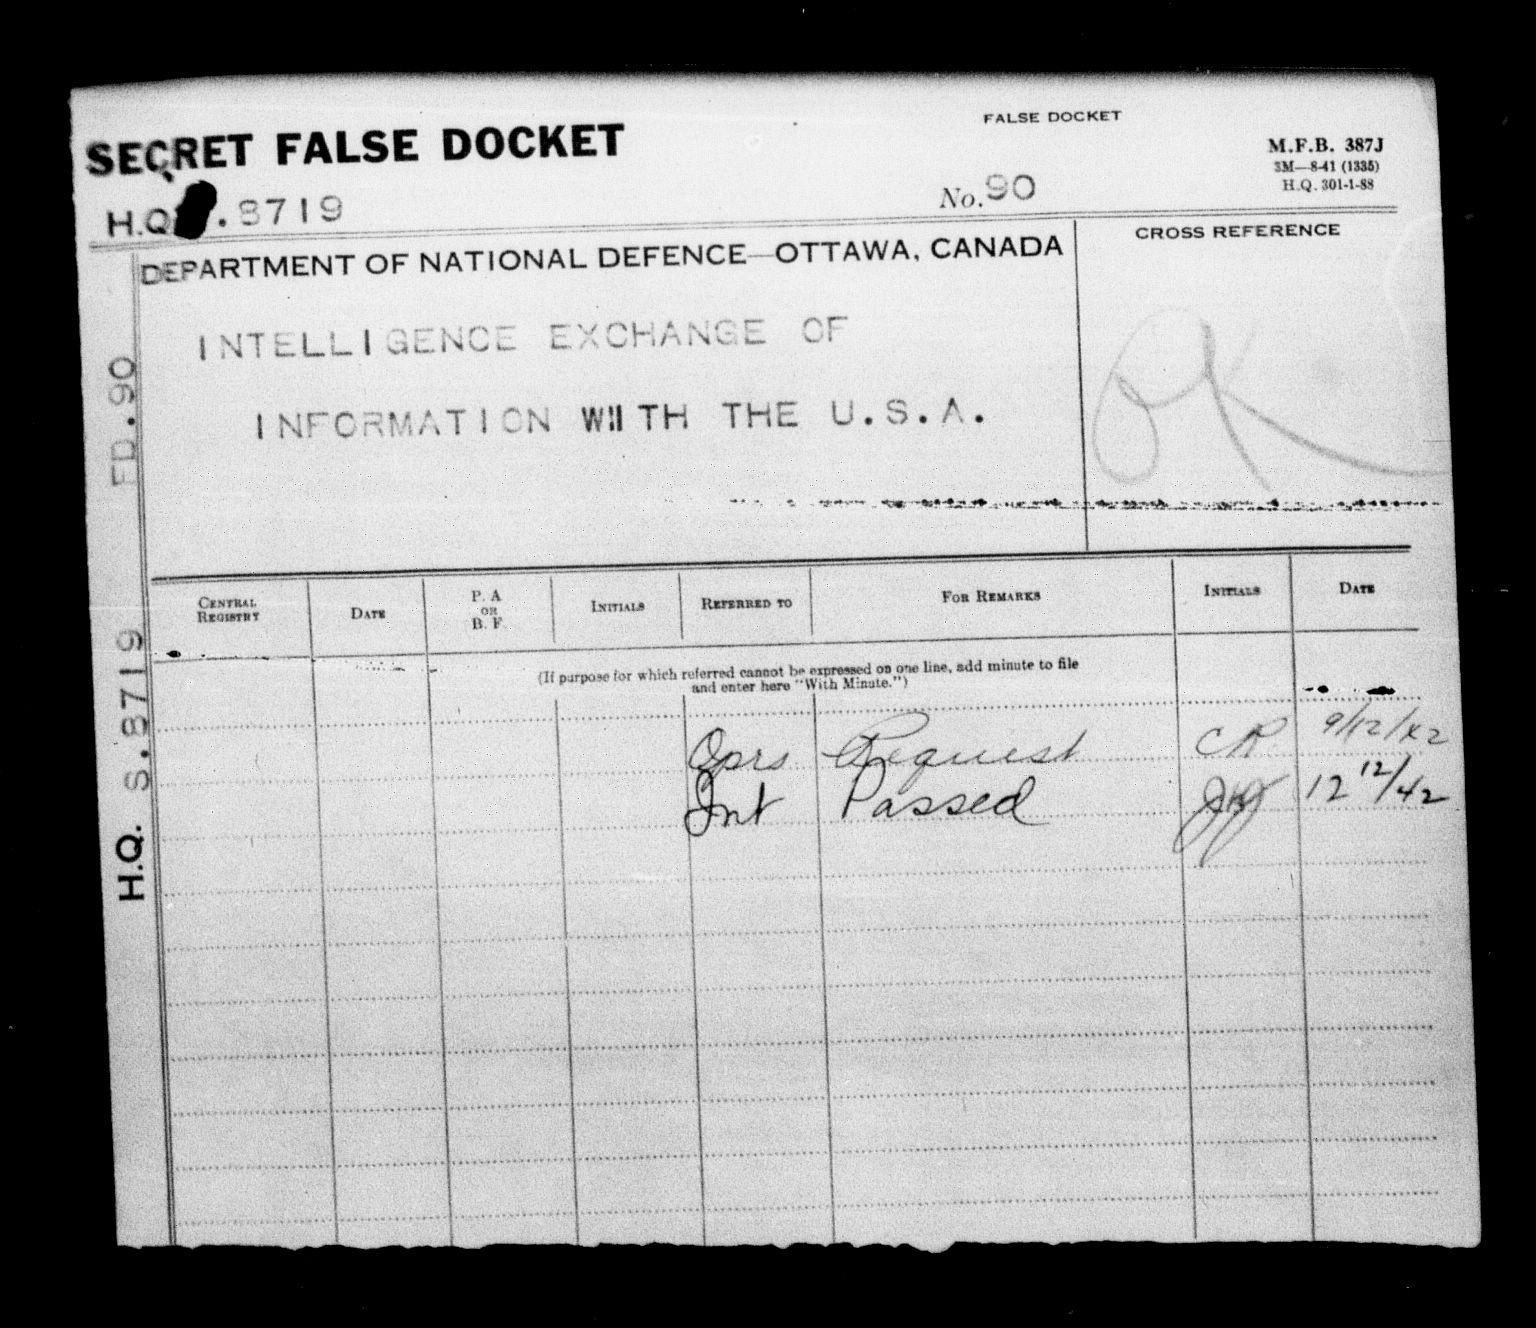 FALSE DOCKET
SECRET FALSE DOCKET
M.F.B. 387J
3M—8-41 (1335)
H.Q. 301-1-88
H.Q. .8719
No. 90
DEPARTMENT OF NATIONAL DEFENCE—OTTAWA, CANADA
CROSS REFERENCE
INTELLIGENCE EXCHANGE OF
INFORMATION WITH THE U.S.A.
OK
FD.90
H.Q. S.8719
CENTRAL REGISTRY DATE P. A OR B. F. INITIALS REFERRED TO FOR REMARKS INITIALS DATE
(If purpose for which referred cannot be expressed on one line, add minute to file
and enter here "With Minute.")
Oprs Request CR 9/12/42
Int Passed 12 12/42